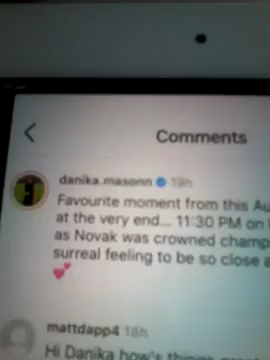 Comments
danika.masonn 19h
Favourite moment from this Au
at the very end... 11:30 PM on
as Novak was crowned champ
surreal feeling to be so close a
mattdapp4 18h
Hi Danika how's things